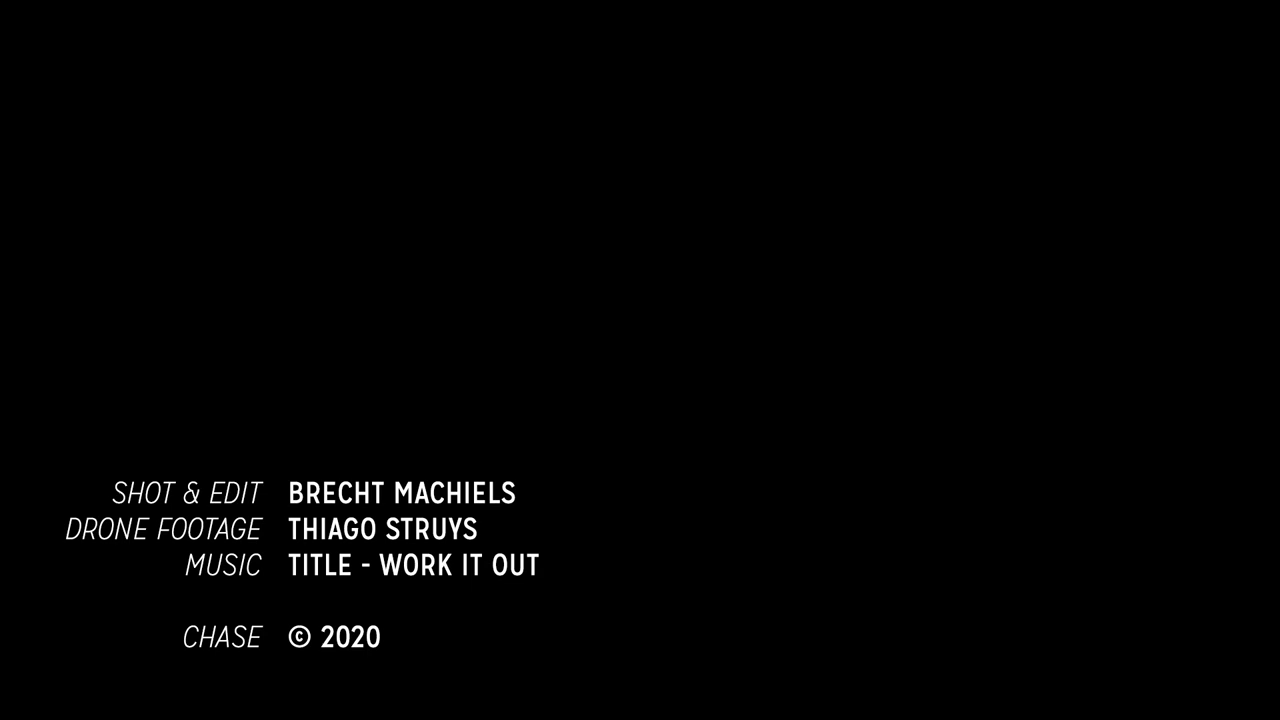 SHOT & EDIT BRECHT MACHIELS
DRONE FOOTAGE THIAGO STRUYS
MUSIC TITLE - WORK IT OUT
CHASE © 2020